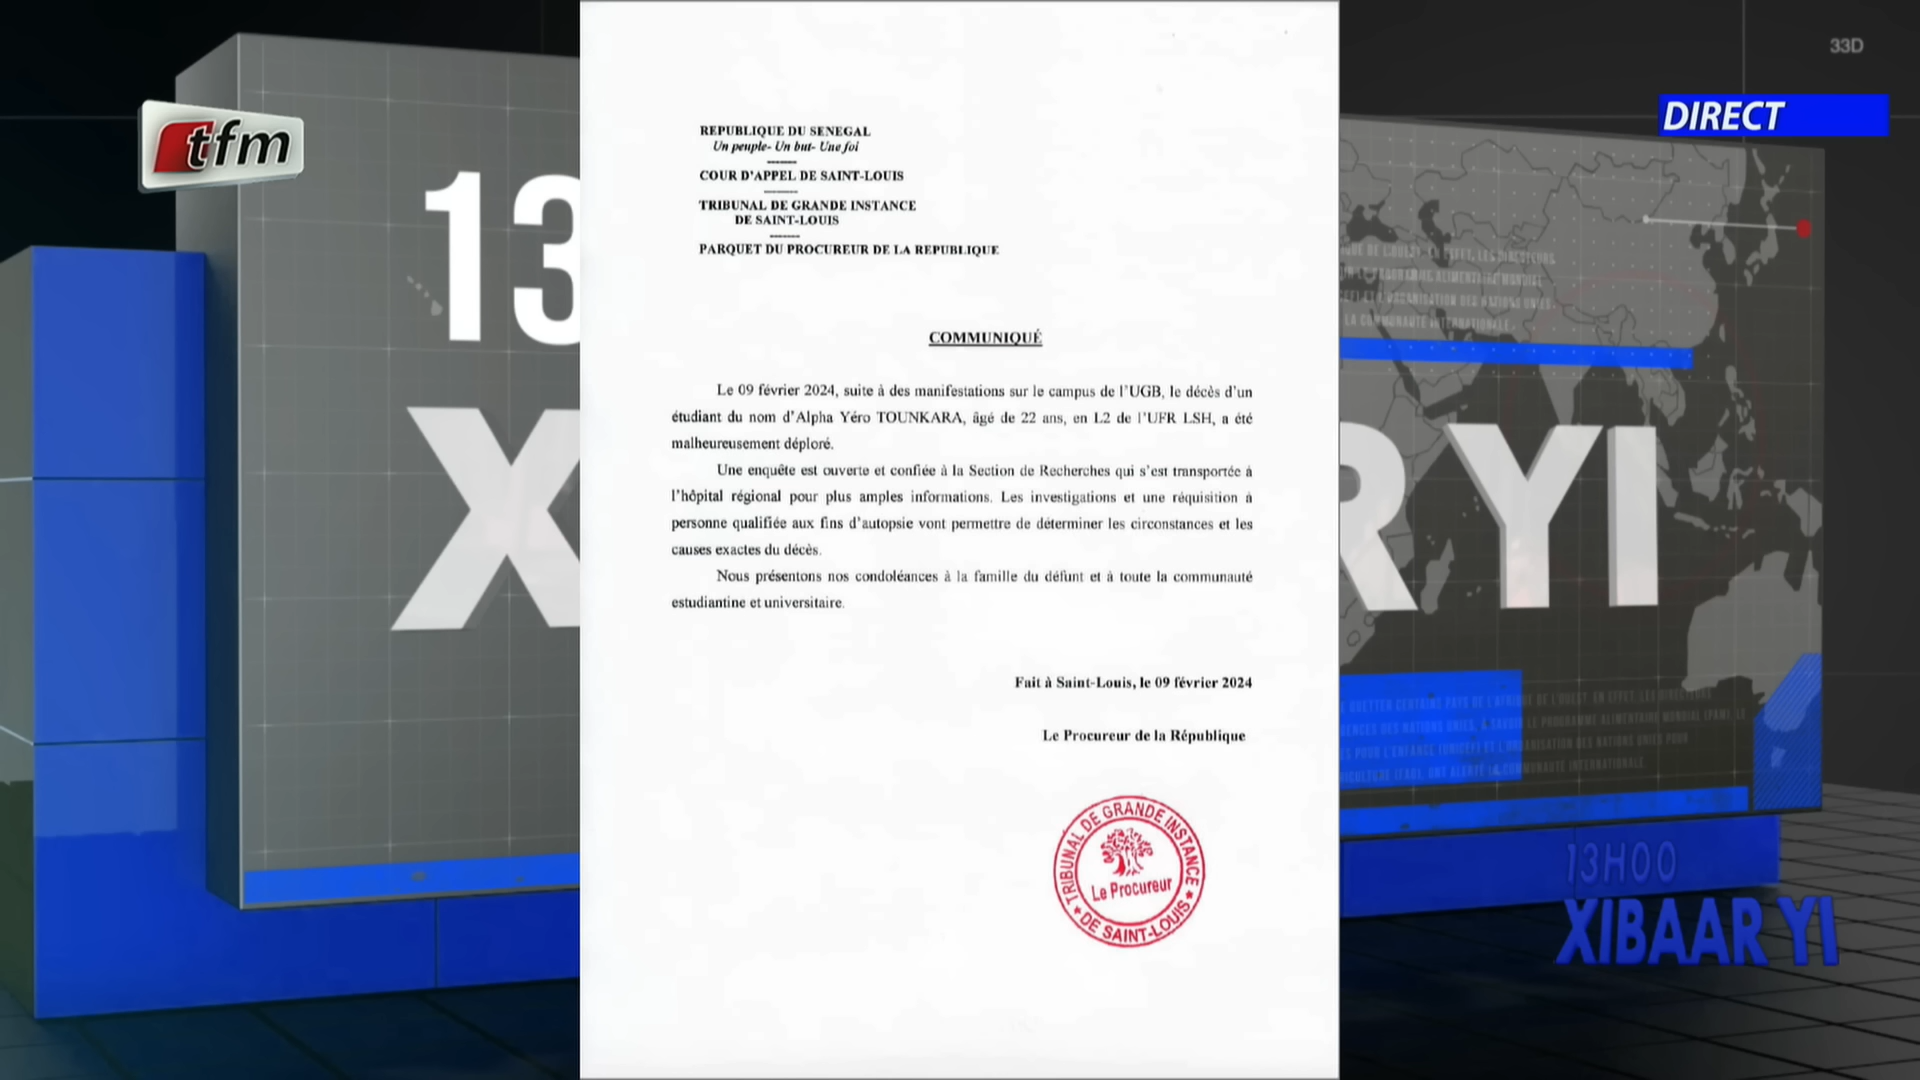 33D
tfm
DIRECT
13
X
R YI
REPUBLIQUE DU SENEGAL
Un peuple- Un but- Une foi
COUR D'APPEL DE SAINT-LOUIS
TRIBUNAL DE GRANDE INSTANCE
DE SAINT-LOUIS
PARQUET DU PROCUREUR DE LA REPUBLIQUE
COMMUNIQUÉ
Le 09 février 2024, suite à des manifestations sur le campus de l'UGB, le décès d'un
étudiant du nom d'Alpha Yéro TOUNKARA, âgé de 22 ans, en L2 de l'UFR LSH, a été
malheureusement déploré.
Une enquête est ouverte et confiée à la Section de Recherches qui s'est transportée à
l'hôpital régional pour plus amples informations. Les investigations et une réquisition à
personne qualifiée aux fins d'autopsie vont permettre de déterminer les circonstances et les
causes exactes du décès.
Nous présentons nos condoléances à la famille du défunt et à toute la communauté
estudiantine et universitaire.
Fait à Saint-Louis, le 09 février 2024
Le Procureur de la République
TRIBUNAL DE GRANDE INSTANCE
Le Procureur
DE SAINT-LOUIS
LA COMMUNAUTÉ INTERNATIONALE
13H00
XIBAAR YI